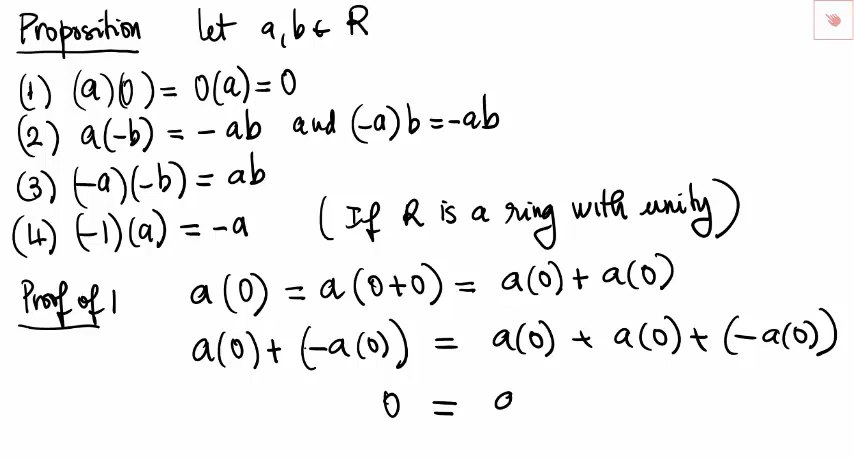 Proposition let a, b ∈ R
(1) (a)(0) = 0(a) = 0
(2) a(-b) = - ab and (-a)b = -ab
(3) (-a)(-b) = ab
(4) (-1)(a) = -a (If R is a ring with unity)
Proof of 1 a(0) = a(0+0) = a(0) + a(0)
a(0) + (-a(0)) = a(0) + a(0) + (-a(0))
0 = 0